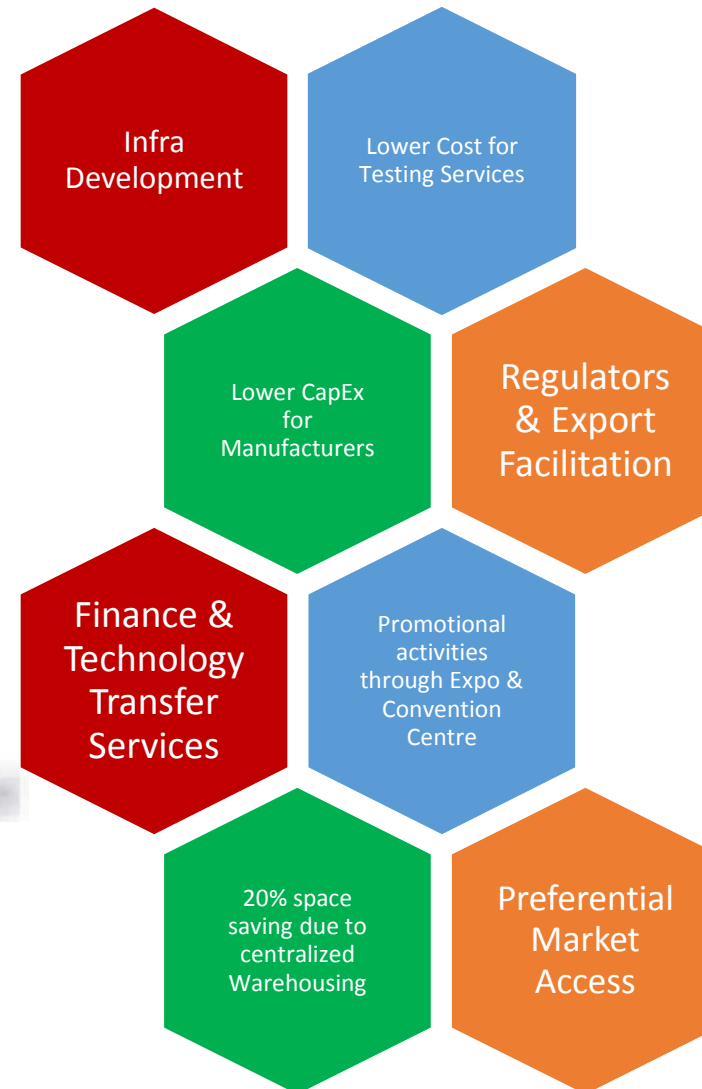 Infra
Development
Lower Cost for
Testing Services
Lower CapEx
for
Manufacturers
Regulators
& Export
Facilitation
Finance &
Technology
Transfer
Services
Promotional
activities
through Expo &
Convention
Centre
20% space
saving due to
centralized
Warehousing
Preferential
Market
Access